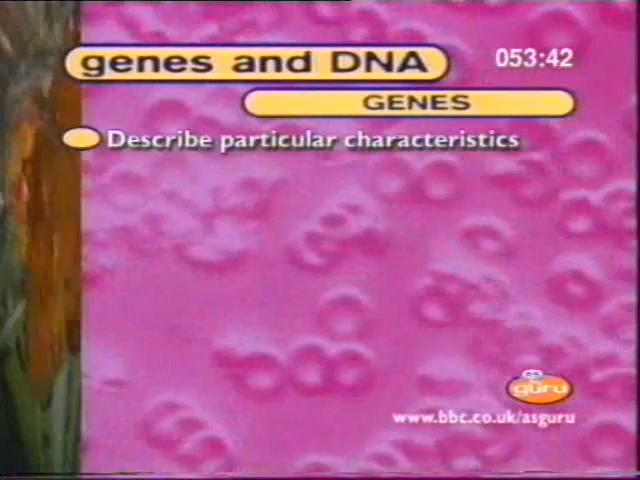 genes and DNA
053:42
GENES
Describe particular characteristics
guru
www.bbc.co.uk/asguru